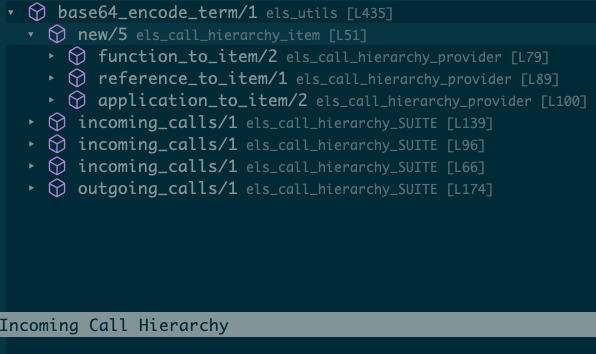 base64_encode_term/1 els_utils [L435]
new/5 els_call_hierarchy_item [L51]
function_to_item/2 els_call_hierarchy_provider [L79]
reference_to_item/1 els_call_hierarchy_provider [L89]
application_to_item/2 els_call_hierarchy_provider [L100]
incoming_calls/1 els_call_hierarchy_SUITE [L139]
incoming_calls/1 els_call_hierarchy_SUITE [L96]
incoming_calls/1 els_call_hierarchy_SUITE [L66]
outgoing_calls/1 els_call_hierarchy_SUITE [L174]
Incoming Call Hierarchy